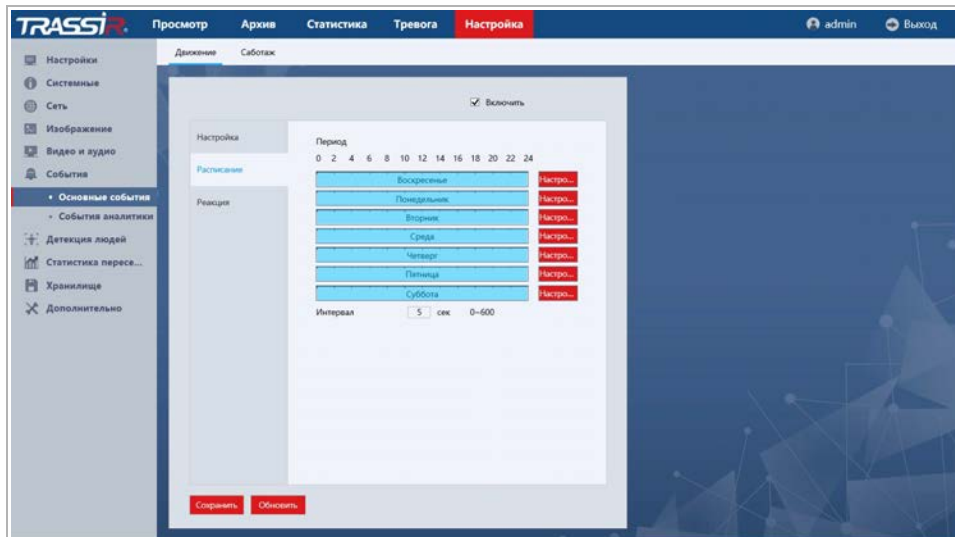 TRASSIR Просмотр Архив Статистика Тревога Настройка admin Выход
Движение Саботаж
Настройки
Системные
Сеть
Изображение
Видео и аудио
События
• Основные события
• События аналитики
Детекция людей
Статистика пересе...
Хранилище
Дополнительно
Включить
Настройка
Расписание
Реакция
Период
0 2 4 6 8 10 12 14 16 18 20 22 24
Воскресенье Настро...
Понедельник Настро...
Вторник Настро...
Среда Настро...
Четверг Настро...
Пятница Настро...
Суббота Настро...
Интервал 5 сек 0~600
Сохранить Обновить